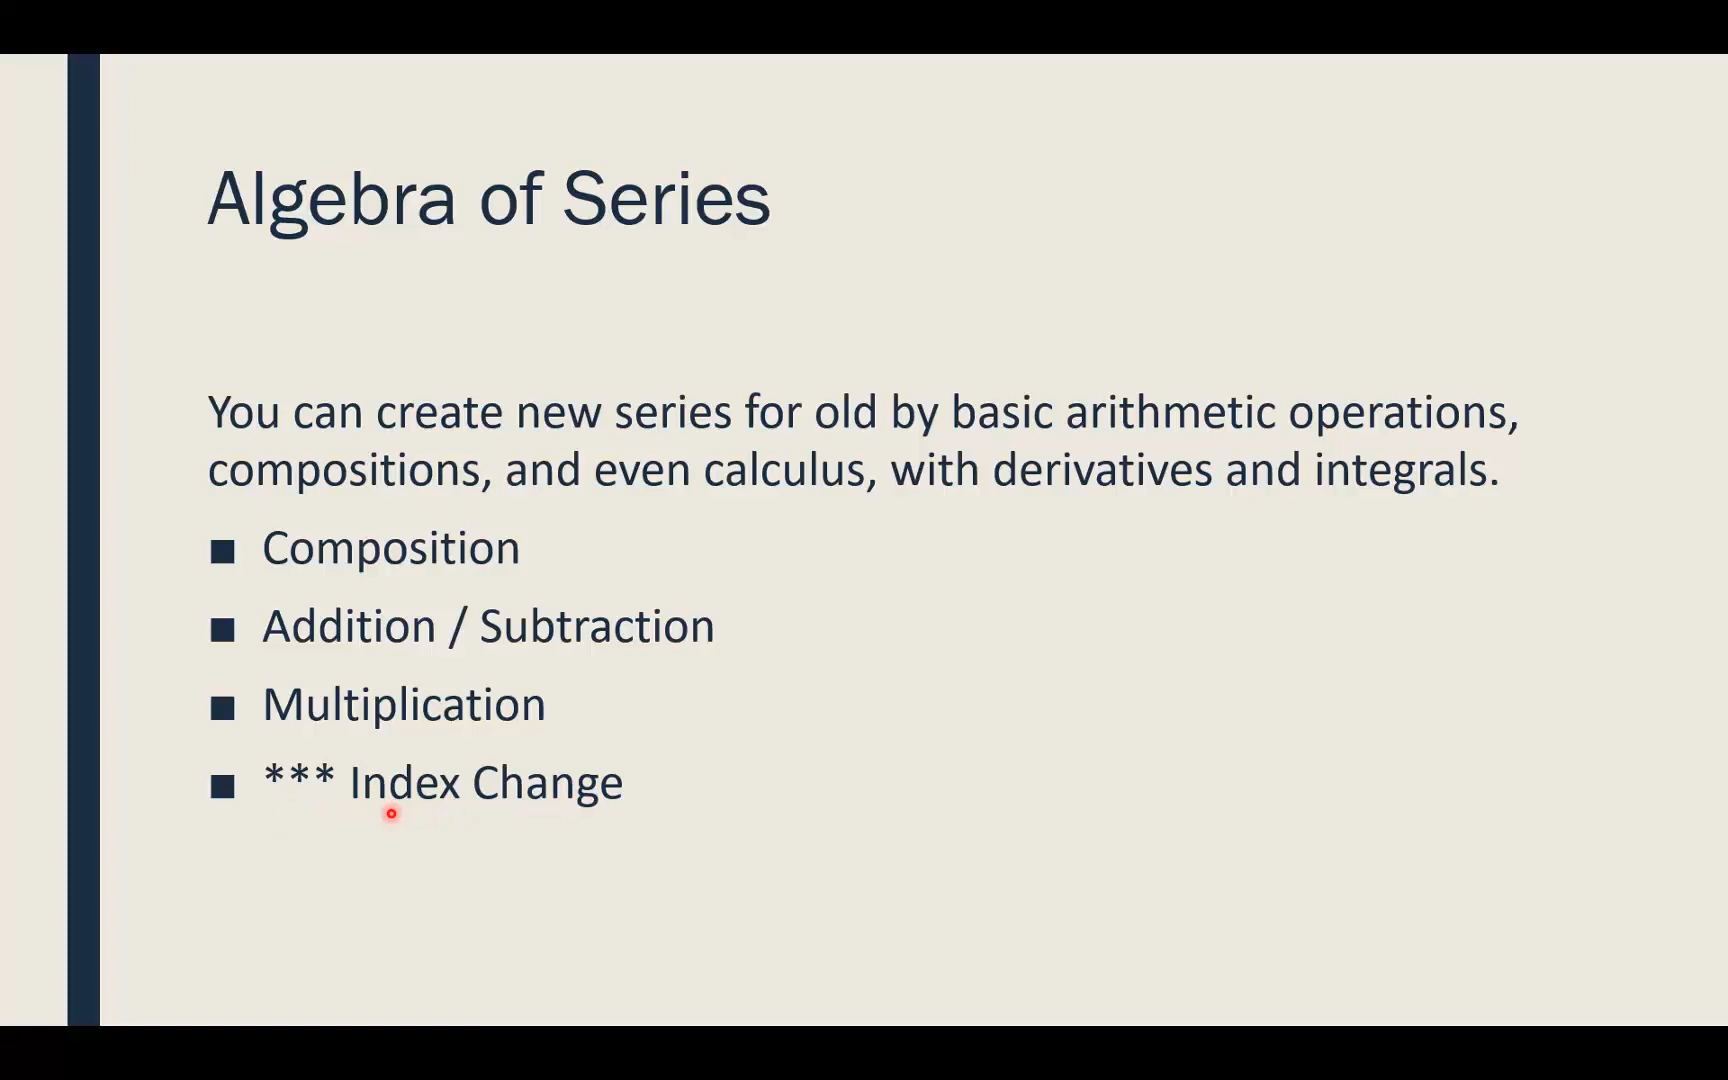 Algebra of Series
You can create new series for old by basic arithmetic operations,
compositions, and even calculus, with derivatives and integrals.
■ Composition
■ Addition / Subtraction
■ Multiplication
■ *** Index Change